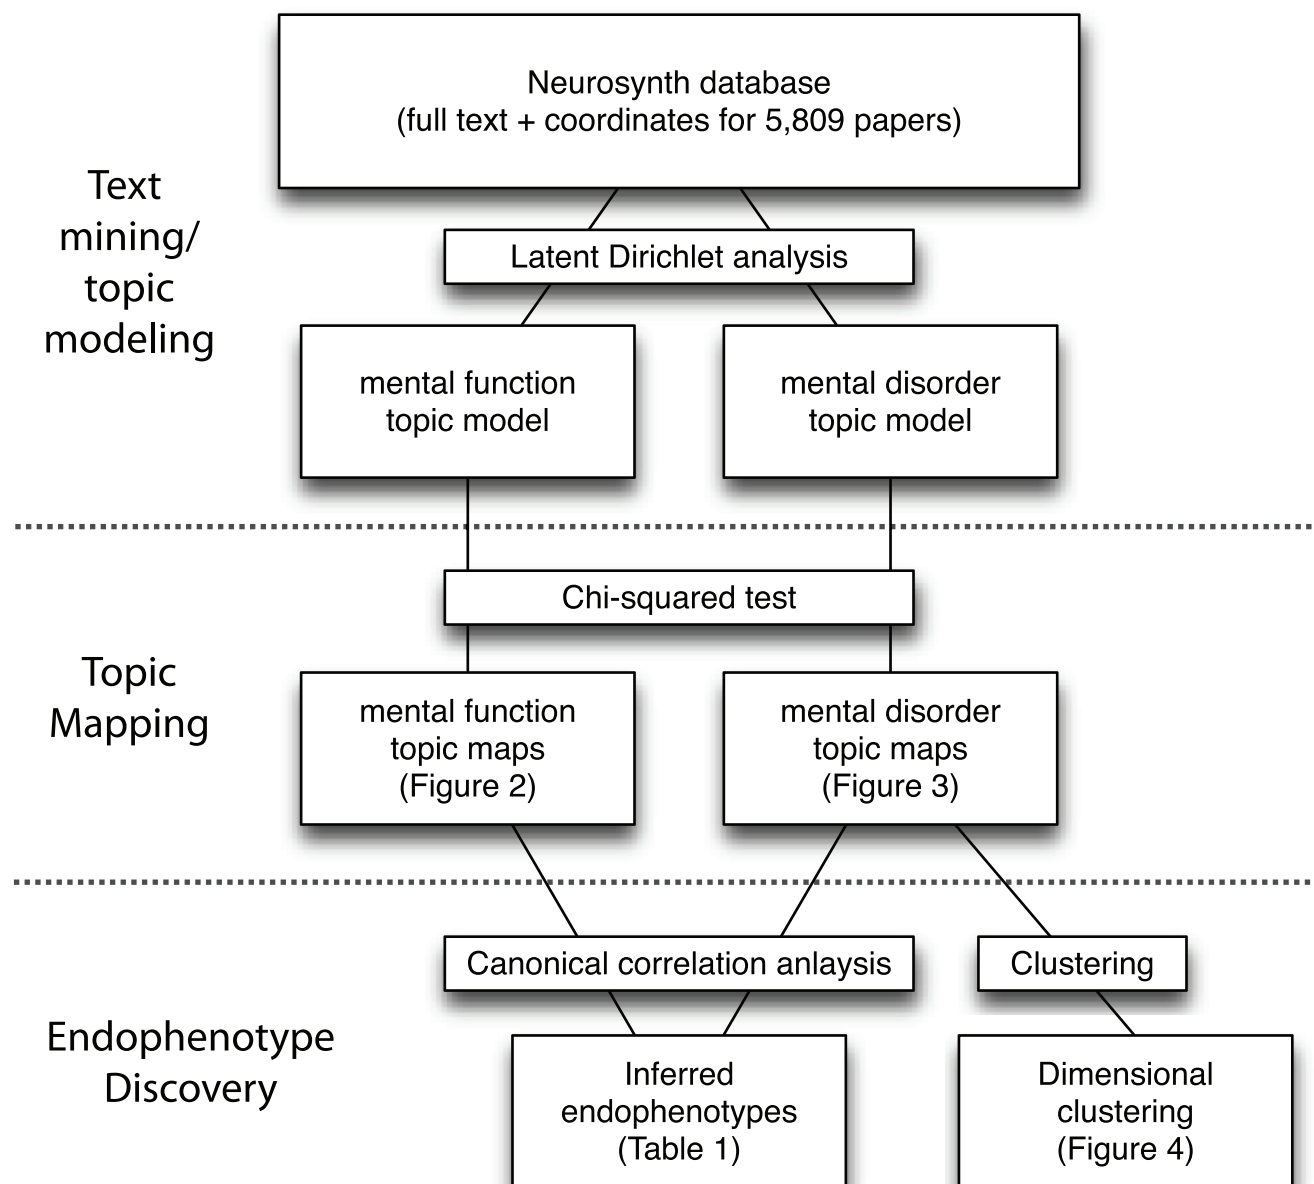 Neurosynth database
(full text + coordinates for 5,809 papers)
Text
mining/
topic
modeling
Latent Dirichlet analysis
mental function
topic model
mental disorder
topic model
Chi-squared test
Topic
Mapping
mental function
topic maps
(Figure 2)
mental disorder
topic maps
(Figure 3)
Canonical correlation anlaysis
Clustering
Endophenotype
Discovery
Inferred
endophenotypes
(Table 1)
Dimensional
clustering
(Figure 4)